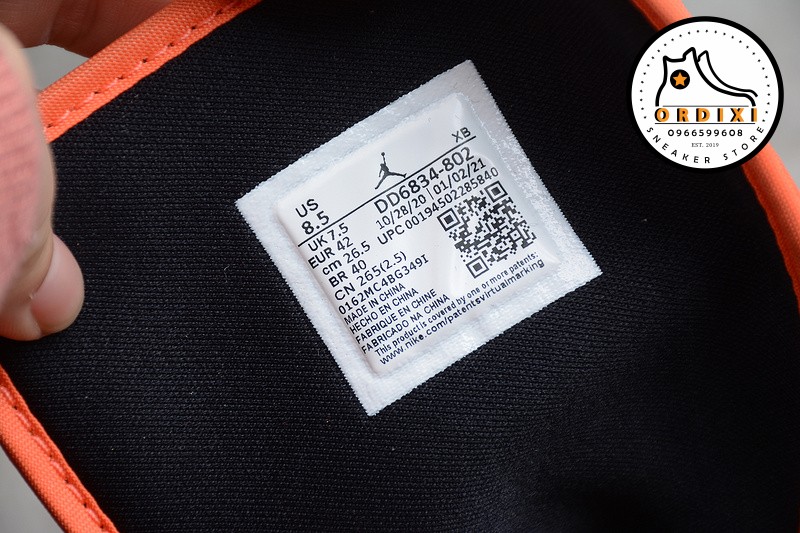 US
8.5
UK 7.5
EUR 42
cm 26.5
BR 40
CN 265(2.5)
0162MC4BG349I
MADE IN CHINA
HECHO EN CHINA
FABRIQUE EN CHINE
FABRICADO NA CHINA
This product is covered by one or more patents:
www.nike.com/patentsvirtualmarking
XB
DD6834-802
10/28/20 01/02/21
UPC 00194502285840
ORDIXI
0966599608
EST. 2019
SNEAKER STORE